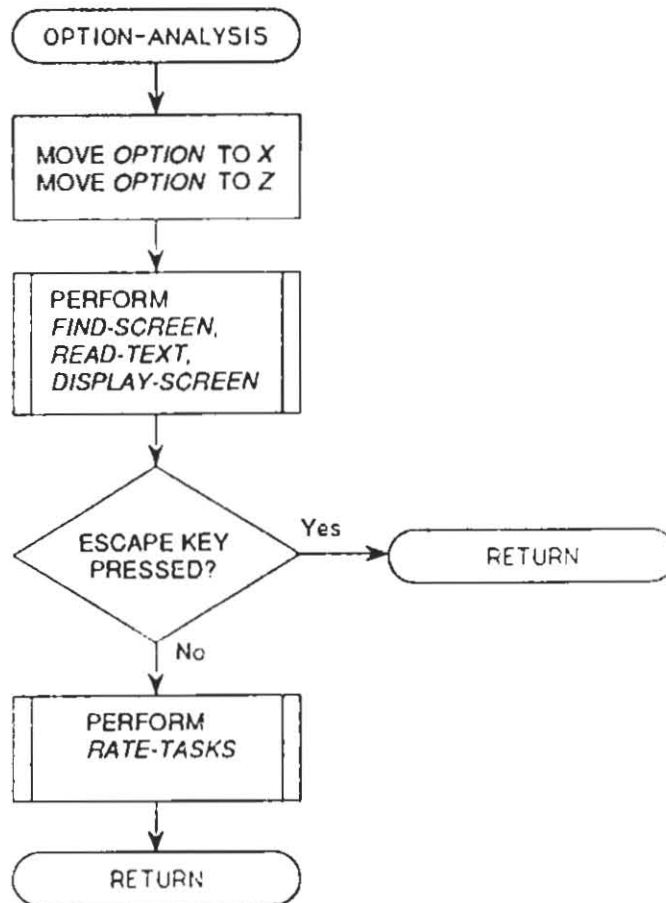 OPTION-ANALYSIS
MOVE OPTION TO X
MOVE OPTION TO Z
PERFORM
FIND-SCREEN,
READ-TEXT,
DISPLAY-SCREEN
ESCAPE KEY
PRESSED?
Yes
RETURN
No
PERFORM
RATE-TASKS
RETURN